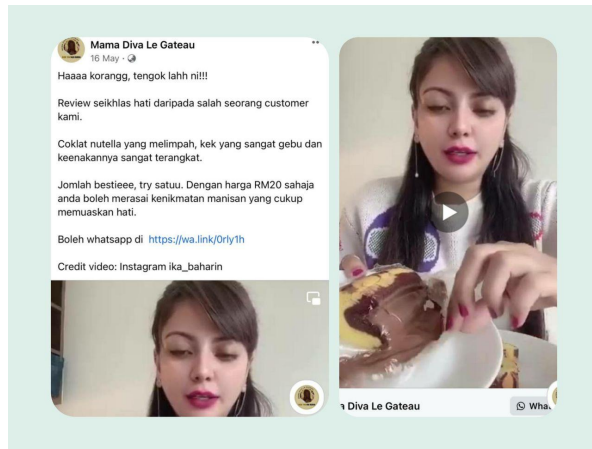 Mama Diva Le Gateau
16 May ·
Haaaa korangg, tengok lahh ni!!!
Review seikhlas hati daripada salah seorang customer
kami.
Coklat nutella yang melimpah, kek yang sangat gebu dan
keenakannya sangat terangkat.
Jomlah bestieee, try satuu. Dengan harga RM20 sahaja
anda boleh merasai kenikmatan manisan yang cukup
memuaskan hati.
Boleh whatsapp di https://wa.link/0rly1h
Credit video: Instagram ika_baharin
a Diva Le Gateau